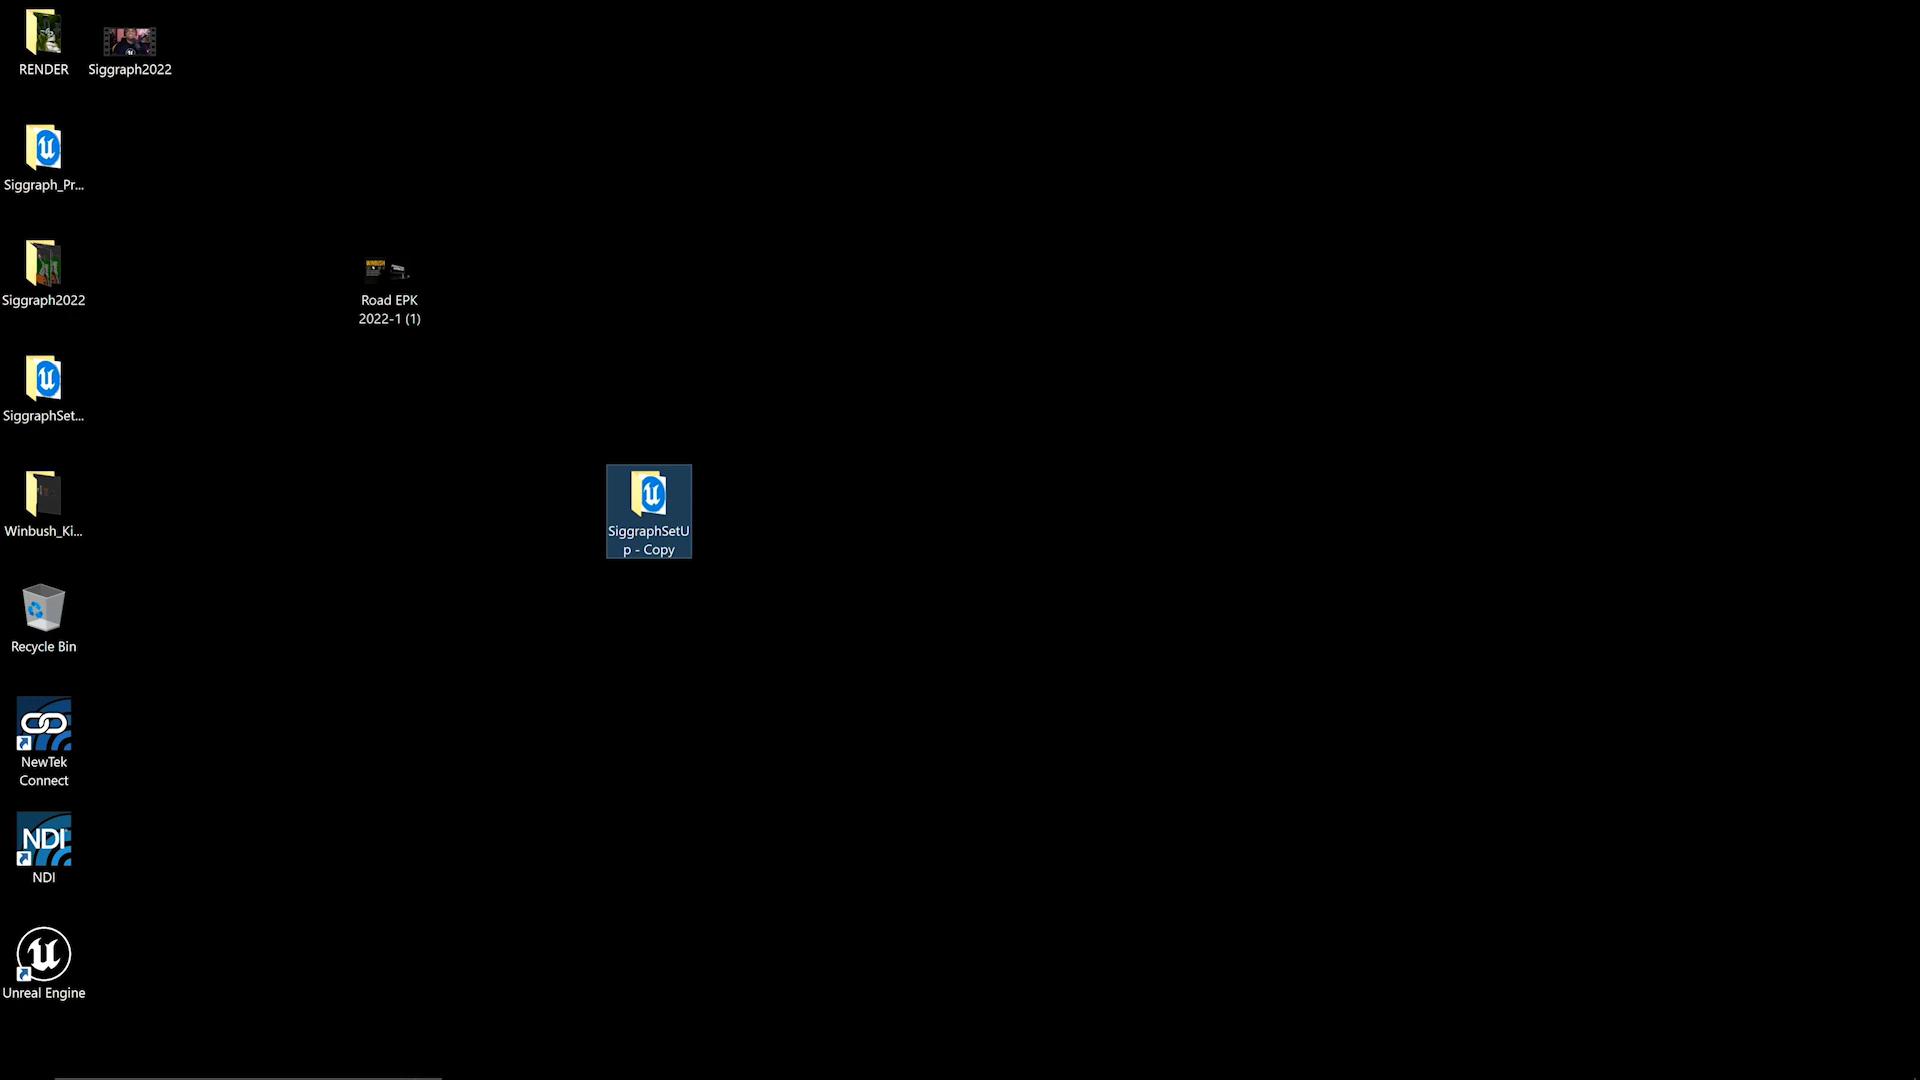 RENDER
Siggraph2022
Siggraph_Pr...
Siggraph2022
WINBUSH
Road EPK
2022-1 (1)
SiggraphSet...
Winbush_Ki...
SiggraphSetU
p - Copy
Recycle Bin
NewTek
Connect
NDI
NDI
Unreal Engine